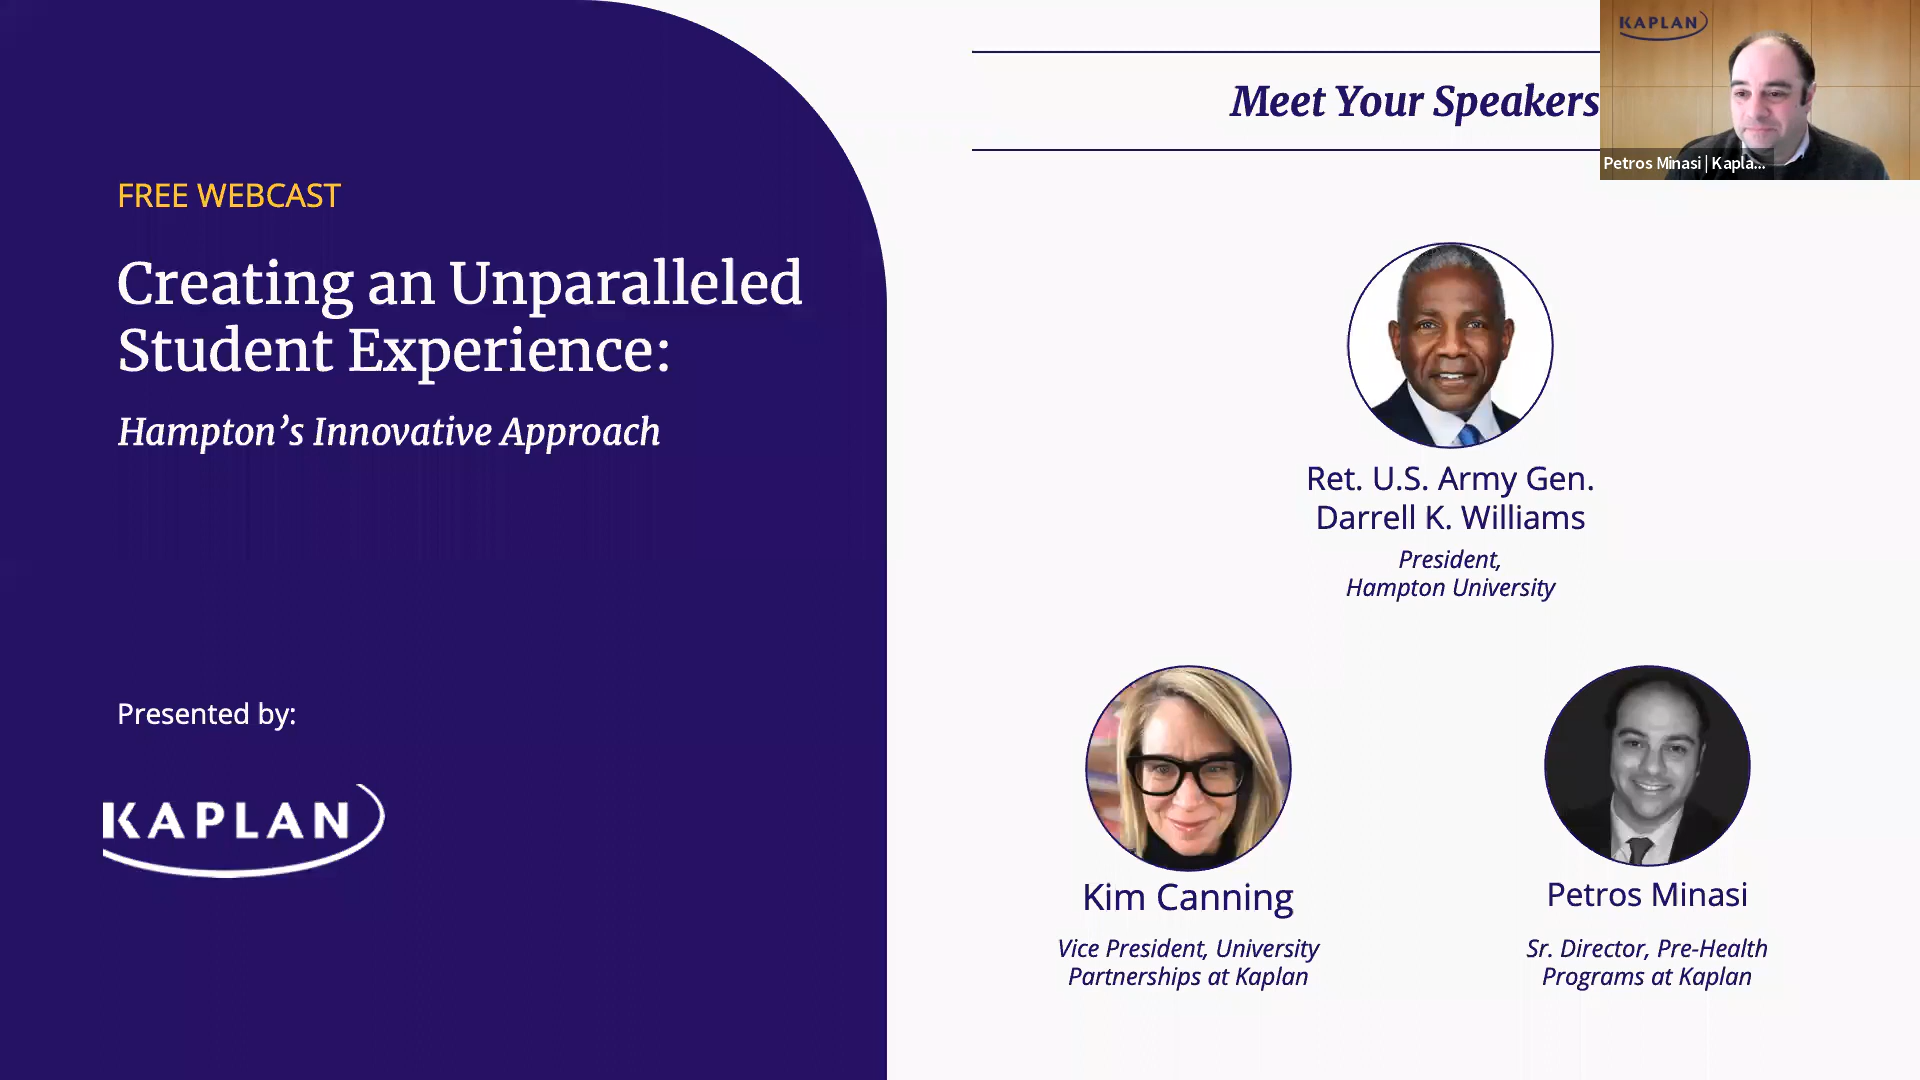 FREE WEBCAST
Creating an Unparalleled
Student Experience:
Hampton’s Innovative Approach
Presented by:
KAPLAN
Meet Your Speakers
KAPLAN
Petros Minasi | Kapla...
Ret. U.S. Army Gen.
Darrell K. Williams
President,
Hampton University
Kim Canning
Vice President, University
Partnerships at Kaplan
Petros Minasi
Sr. Director, Pre-Health
Programs at Kaplan